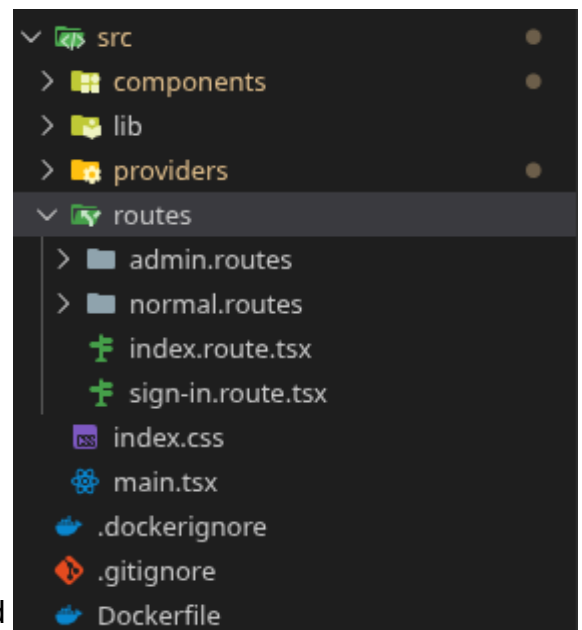 src
components
lib
providers
routes
admin.routes
normal.routes
index.route.tsx
sign-in.route.tsx
index.css
main.tsx
.dockerignore
.gitignore
Dockerfile